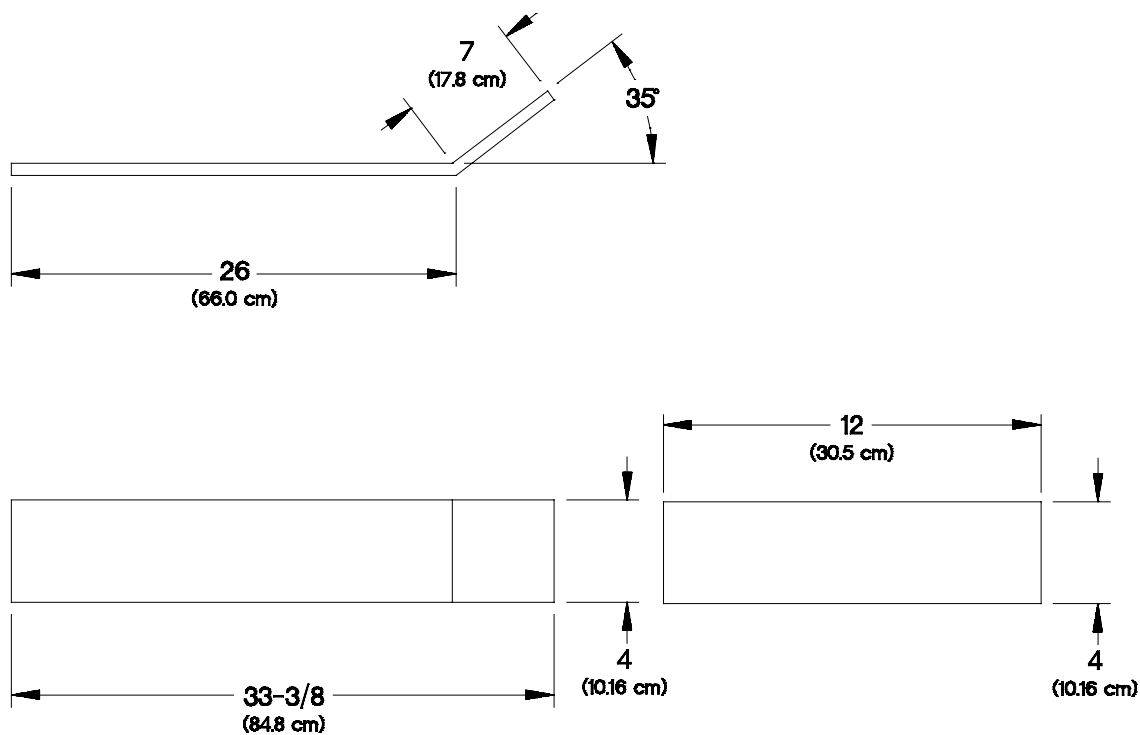 7
(17.8 cm)
35°
26
(66.0 cm)
12
(30.5 cm)
4
(10.16 cm)
4
(10.16 cm)
33-3/8
(84.8 cm)